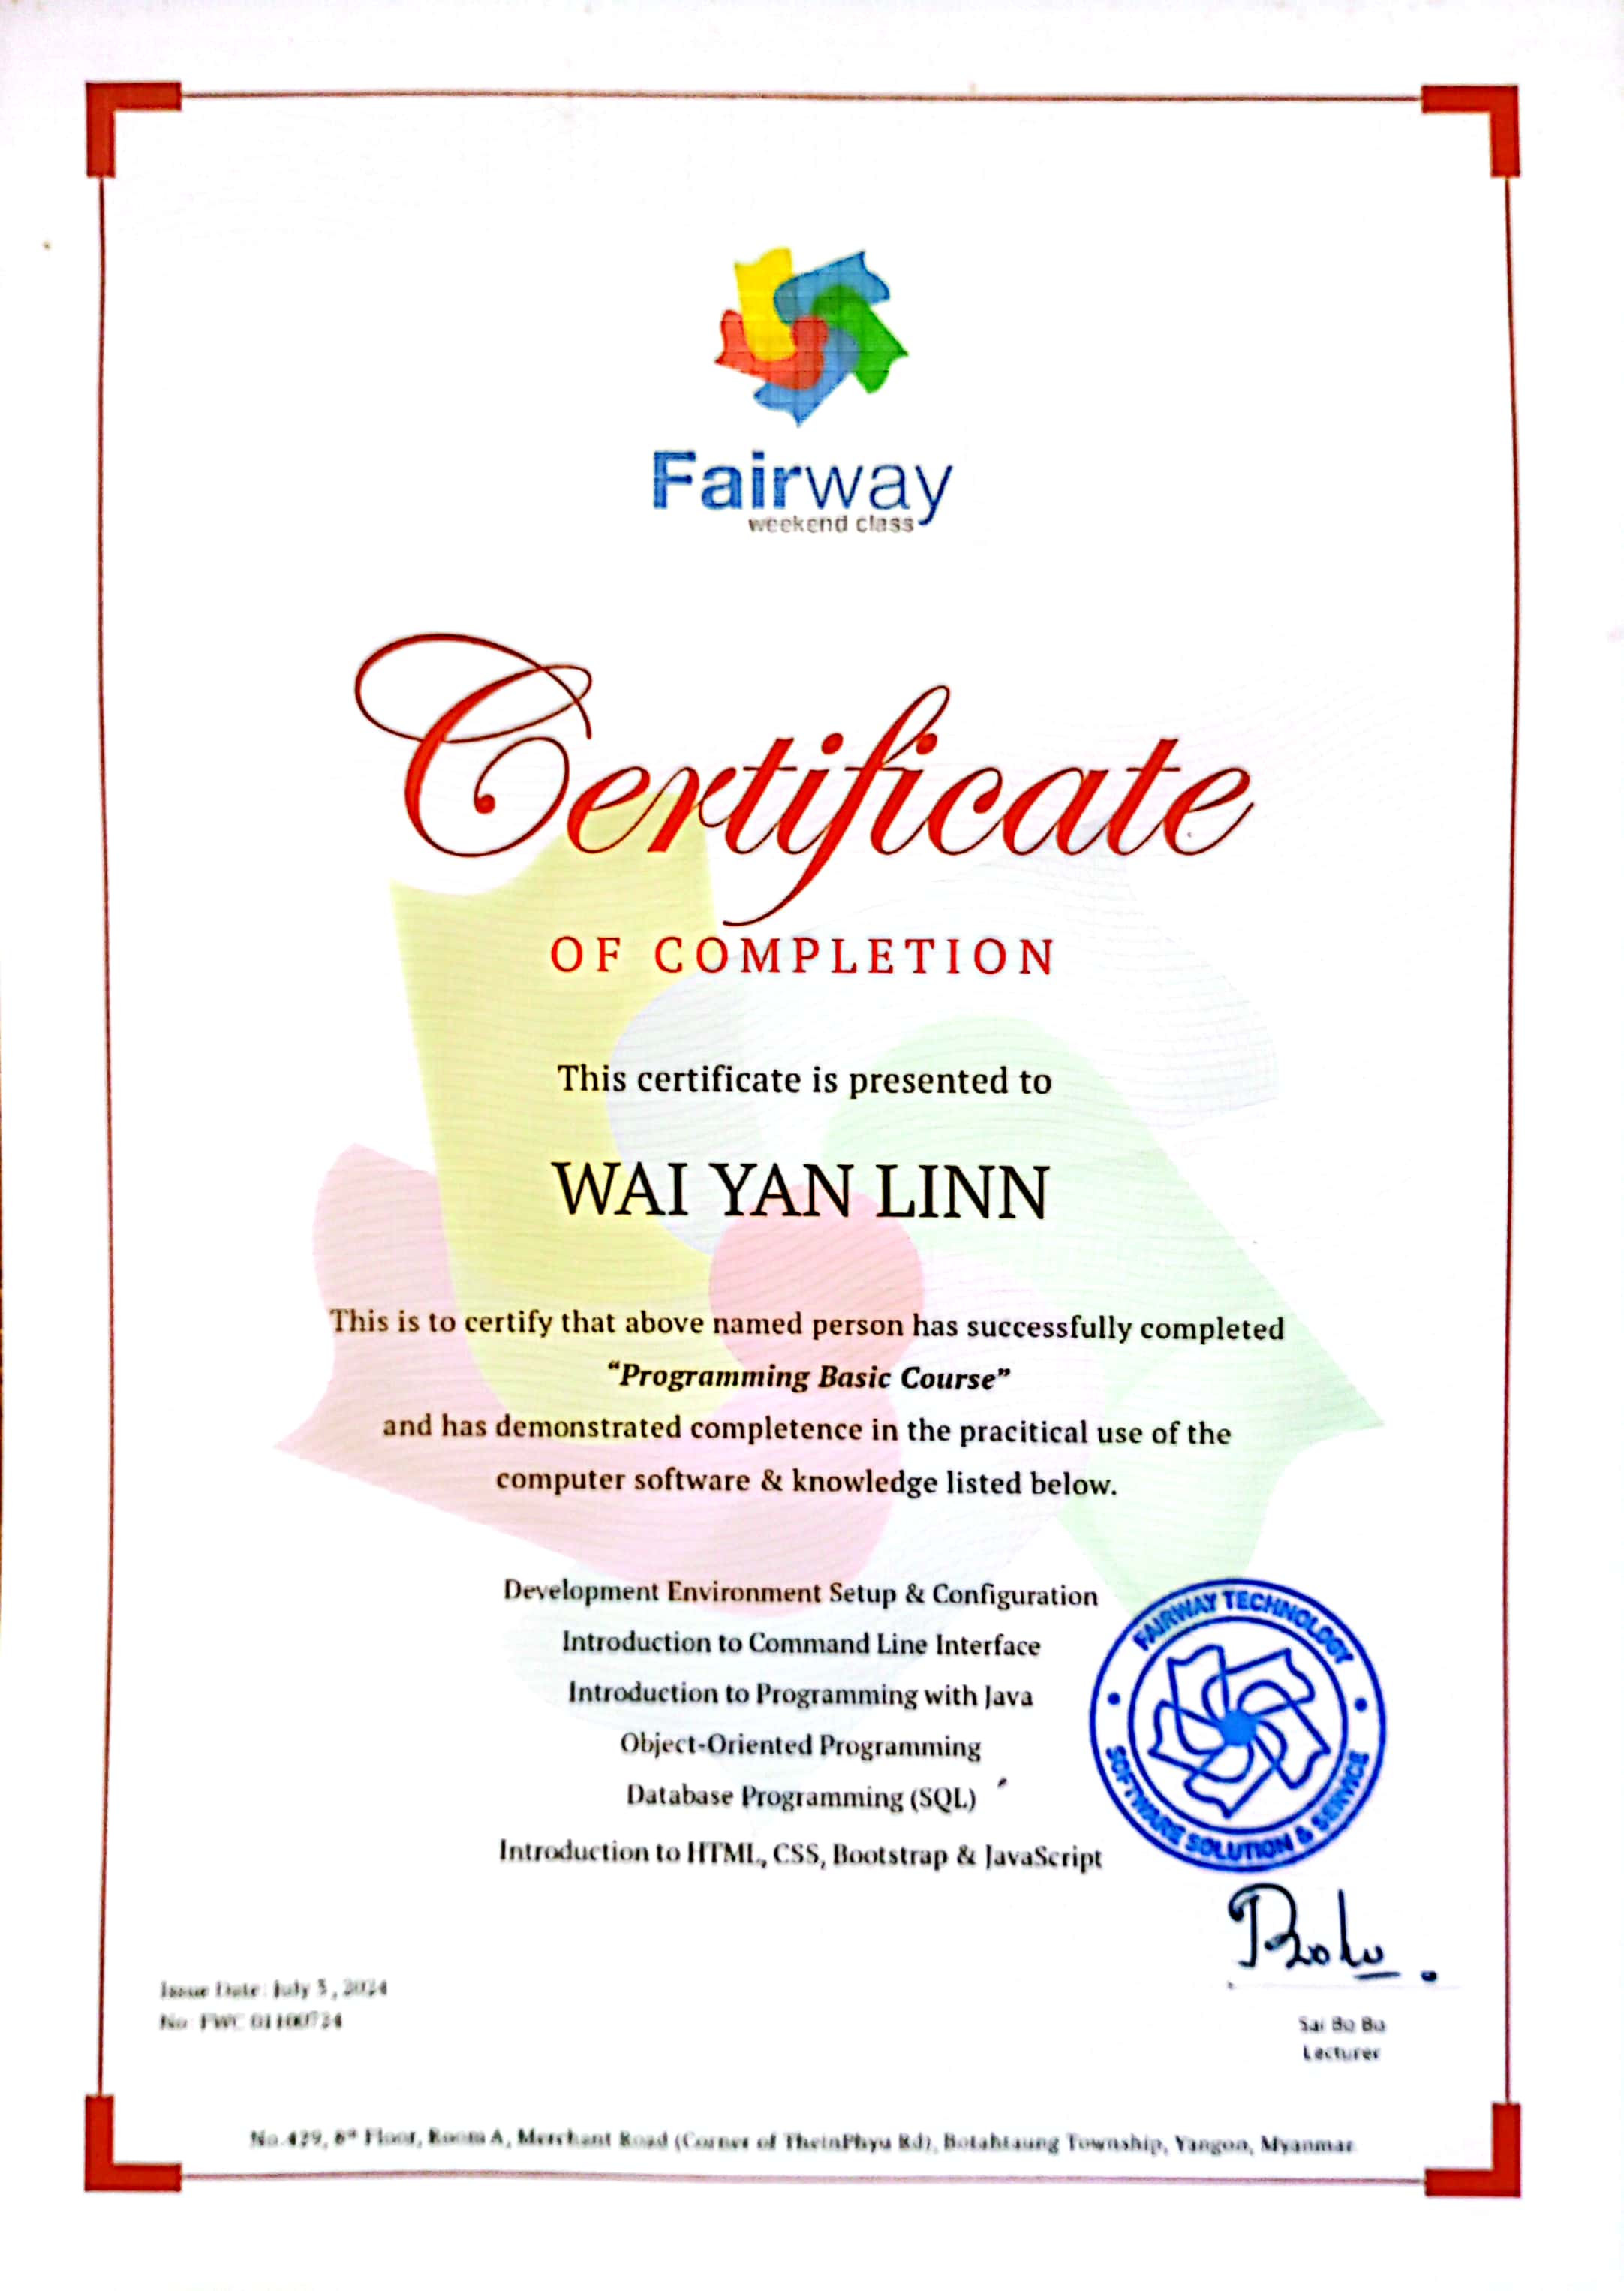 Fairway
weekend class
Certificate
OF COMPLETION
This certificate is presented to
WAI YAN LINN
This is to certify that above named person has successfully completed
“Programming Basic Course”
and has demonstrated completence in the pracitical use of the
computer software & knowledge listed below.
Development Environment Setup & Configuration
Introduction to Command Line Interface
Introduction to Programming with Java
Object-Oriented Programming
Database Programming (SQL)
Introduction to HTML, CSS, Bootstrap & JavaScript
FAIRWAY TECHNOLOGY
SOFTWARE SOLUTION & SERVICE
Issue Date: July 5, 2024
No: FWC
Sai Bo Bo
Lecturer
Floor, Room A, Merchant Road (Corner of TheinPhyu Rd), Botahtaung Township, Yangon, Myanmar